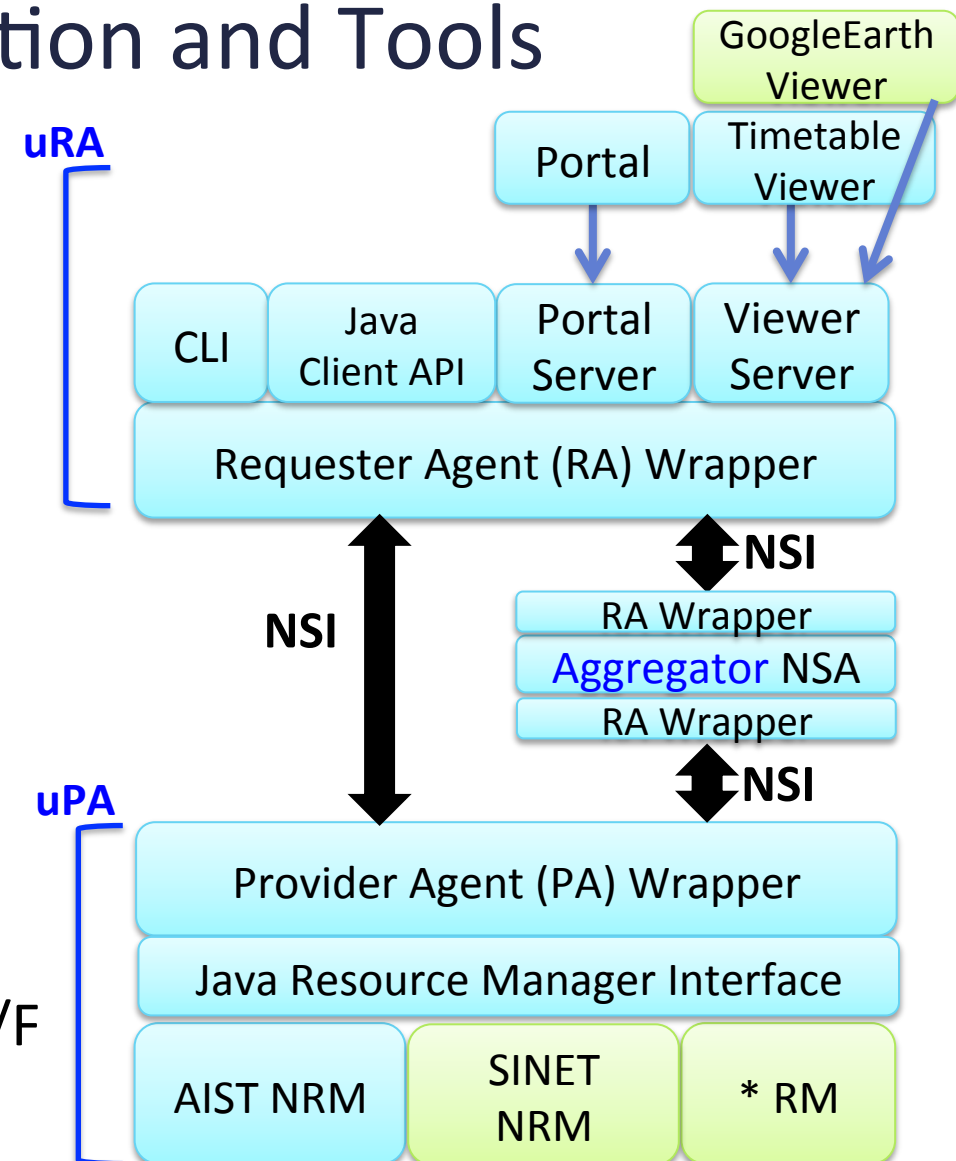 tion and Tools
GoogleEarth
Viewer
uRA
Portal
Timetable
Viewer
CLI
Java
Client API
Portal
Server
Viewer
Server
Requester Agent (RA) Wrapper
NSI
NSI
RA Wrapper
Aggregator NSA
RA Wrapper
NSI
uPA
Provider Agent (PA) Wrapper
Java Resource Manager Interface
/F
AIST NRM
SINET
NRM
* RM